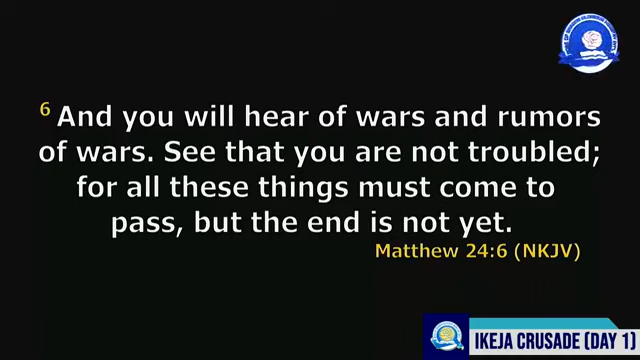 6 And you will hear of wars and rumors
of wars. See that you are not troubled;
for all these things must come to
pass, but the end is not yet.
Matthew 24:6 (NKJV)
IKEJA CRUSADE (DAY 1)